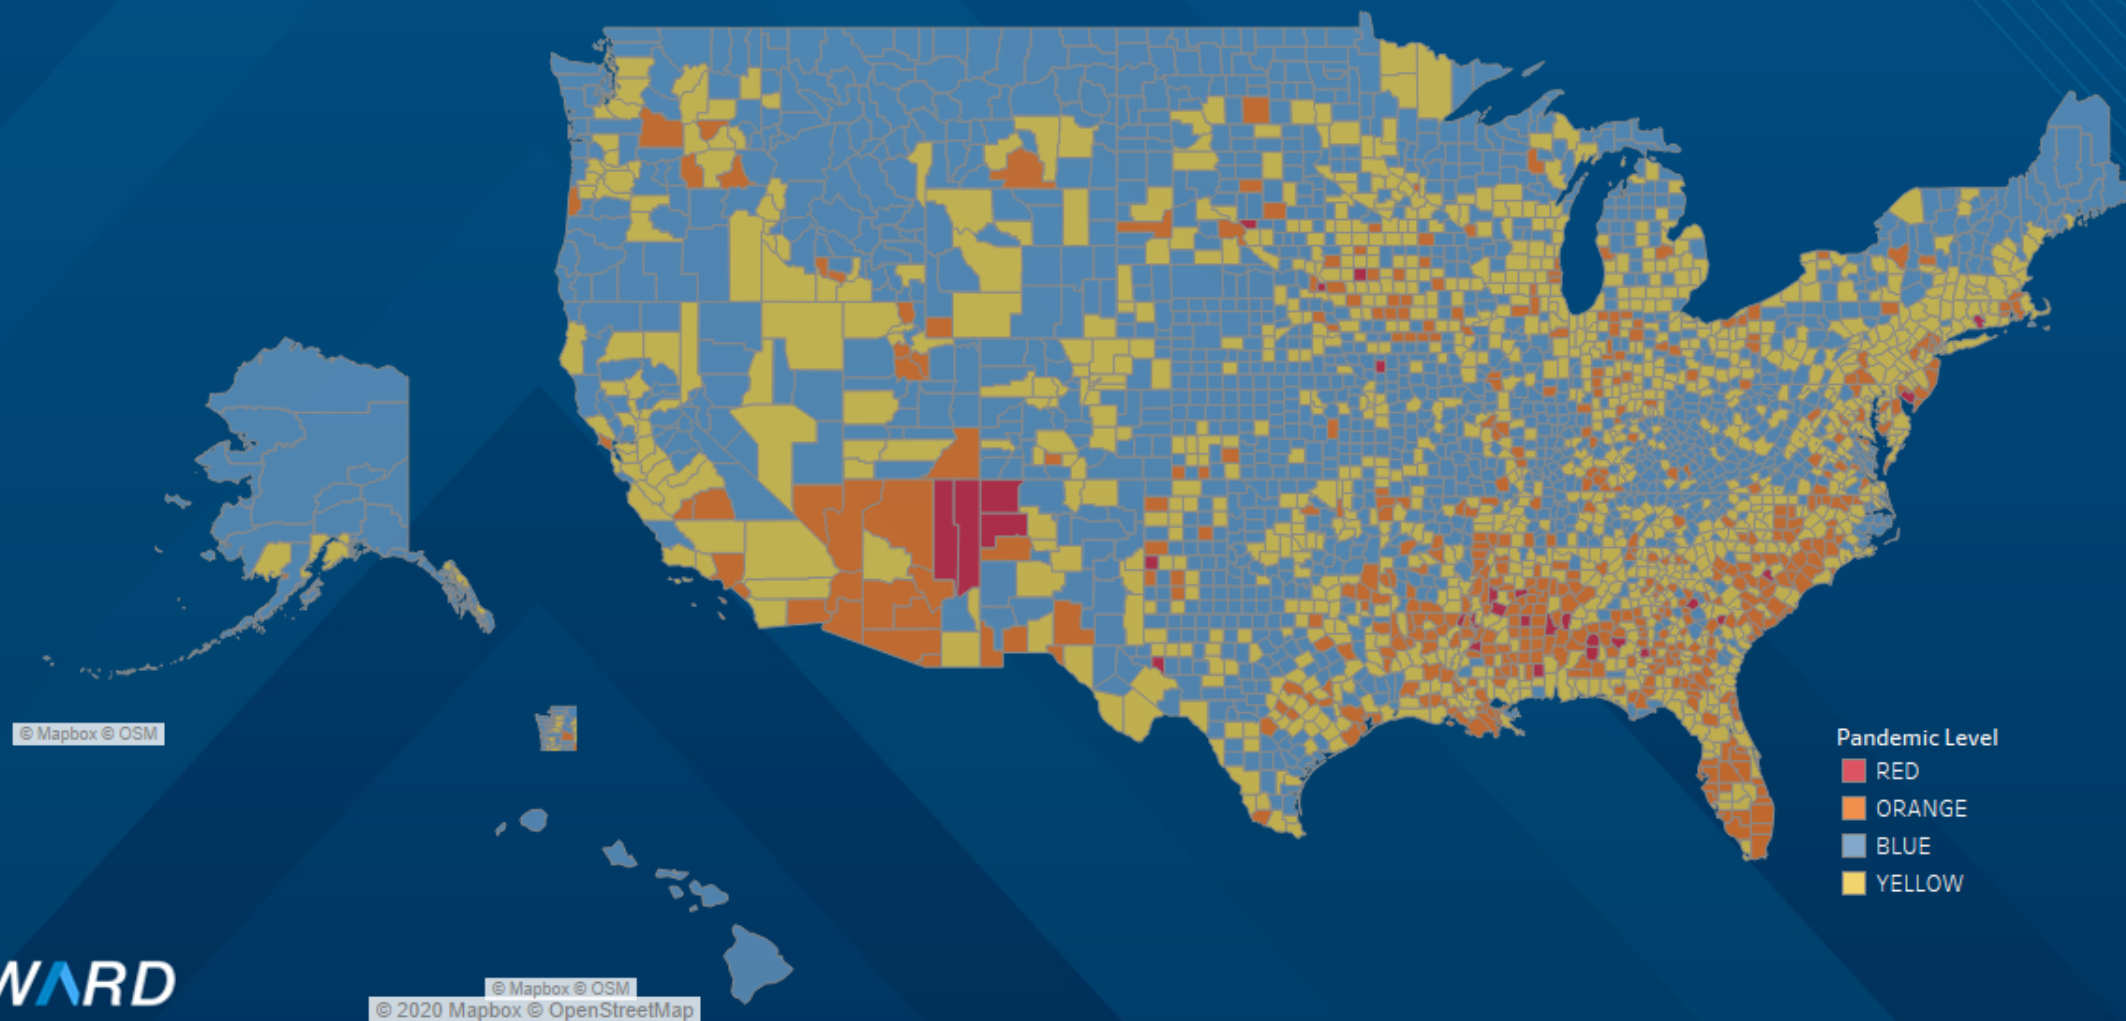 © Mapbox © OSM
Pandemic Level
RED
ORANGE
BLUE
YELLOW
WARD
© Mapbox © OSM
© 2020 Mapbox © OpenStreetMap